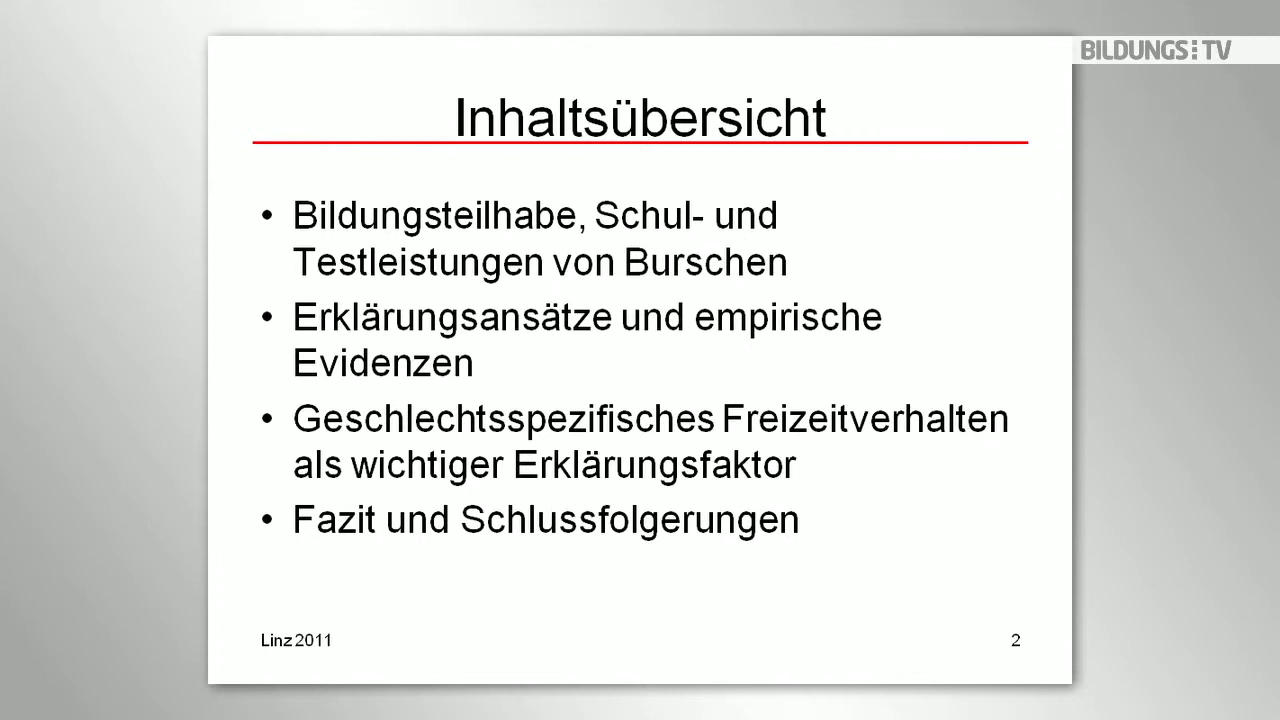 BILDUNGS TV
Inhaltsübersicht
• Bildungsteilhabe, Schul- und
Testleistungen von Burschen
• Erklärungsansätze und empirische
Evidenzen
• Geschlechtsspezifisches Freizeitverhalten
als wichtiger Erklärungsfaktor
• Fazit und Schlussfolgerungen
Linz 2011
2